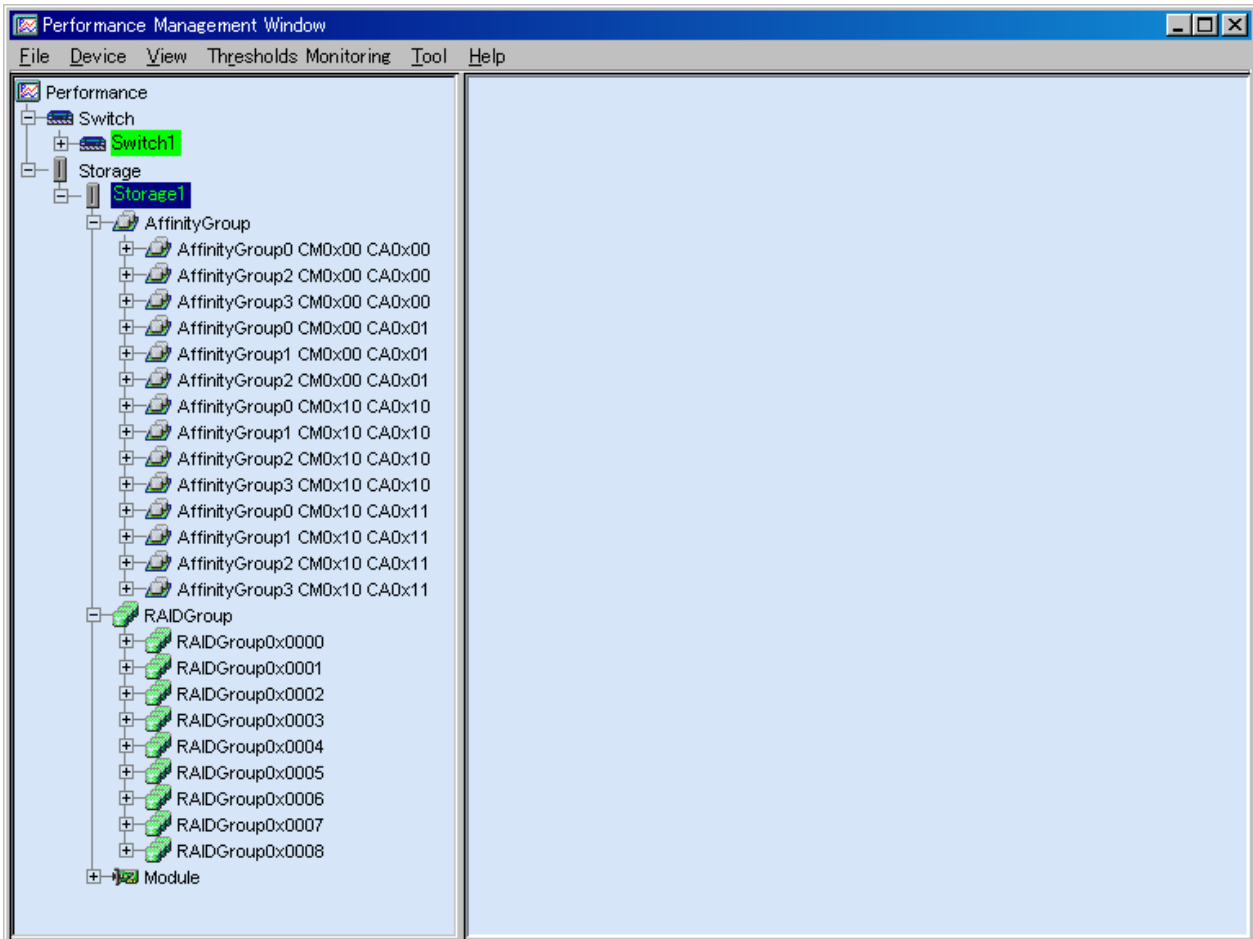 Performance Management Window
File Device View Thresholds Monitoring Tool Help
Performance
Switch
Switch1
Storage
Storage1
AffinityGroup
AffinityGroup0 CM0x00 CA0x00
AffinityGroup2 CM0x00 CA0x00
AffinityGroup3 CM0x00 CA0x00
AffinityGroup0 CM0x00 CA0x01
AffinityGroup1 CM0x00 CA0x01
AffinityGroup2 CM0x00 CA0x01
AffinityGroup0 CM0x10 CA0x10
AffinityGroup1 CM0x10 CA0x10
AffinityGroup2 CM0x10 CA0x10
AffinityGroup3 CM0x10 CA0x10
AffinityGroup0 CM0x10 CA0x11
AffinityGroup1 CM0x10 CA0x11
AffinityGroup2 CM0x10 CA0x11
AffinityGroup3 CM0x10 CA0x11
RAIDGroup
RAIDGroup0x0000
RAIDGroup0x0001
RAIDGroup0x0002
RAIDGroup0x0003
RAIDGroup0x0004
RAIDGroup0x0005
RAIDGroup0x0006
RAIDGroup0x0007
RAIDGroup0x0008
Module